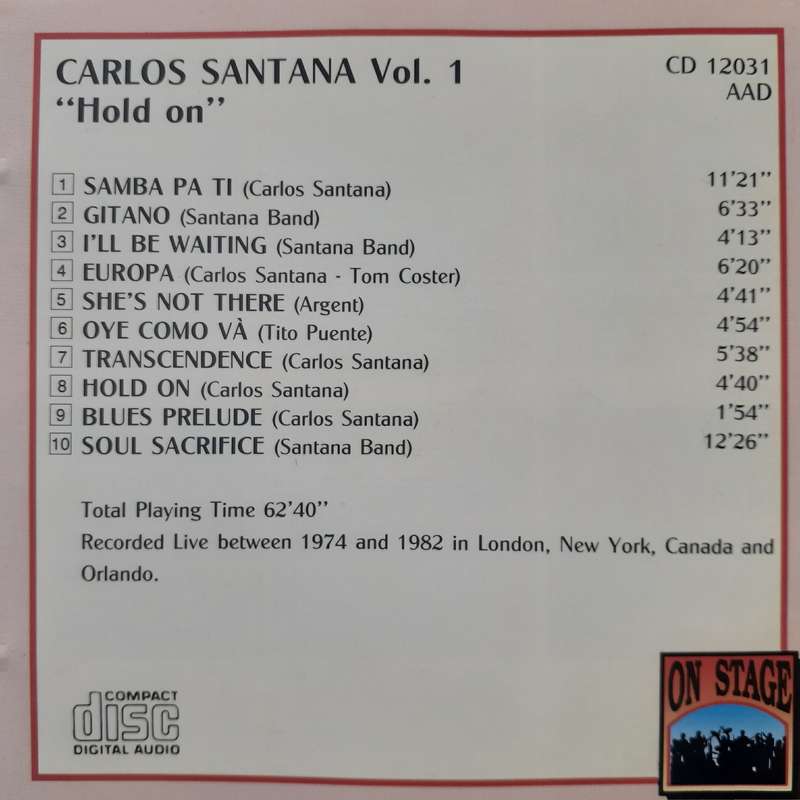 CARLOS SANTANA Vol. 1 CD 12031
“Hold on” AAD
1 SAMBA PA TI (Carlos Santana) 11’21”
2 GITANO (Santana Band) 6’33”
3 I’LL BE WAITING (Santana Band) 4’13”
4 EUROPA (Carlos Santana - Tom Coster) 6’20”
5 SHE’S NOT THERE (Argent) 4’41”
6 OYE COMO VÀ (Tito Puente) 4’54”
7 TRANSCENDENCE (Carlos Santana) 5’38”
8 HOLD ON (Carlos Santana) 4’40”
9 BLUES PRELUDE (Carlos Santana) 1’54”
10 SOUL SACRIFICE (Santana Band) 12’26”
Total Playing Time 62’40”
Recorded Live between 1974 and 1982 in London, New York, Canada and
Orlando.
COMPACT
disc
DIGITAL AUDIO
ON STAGE